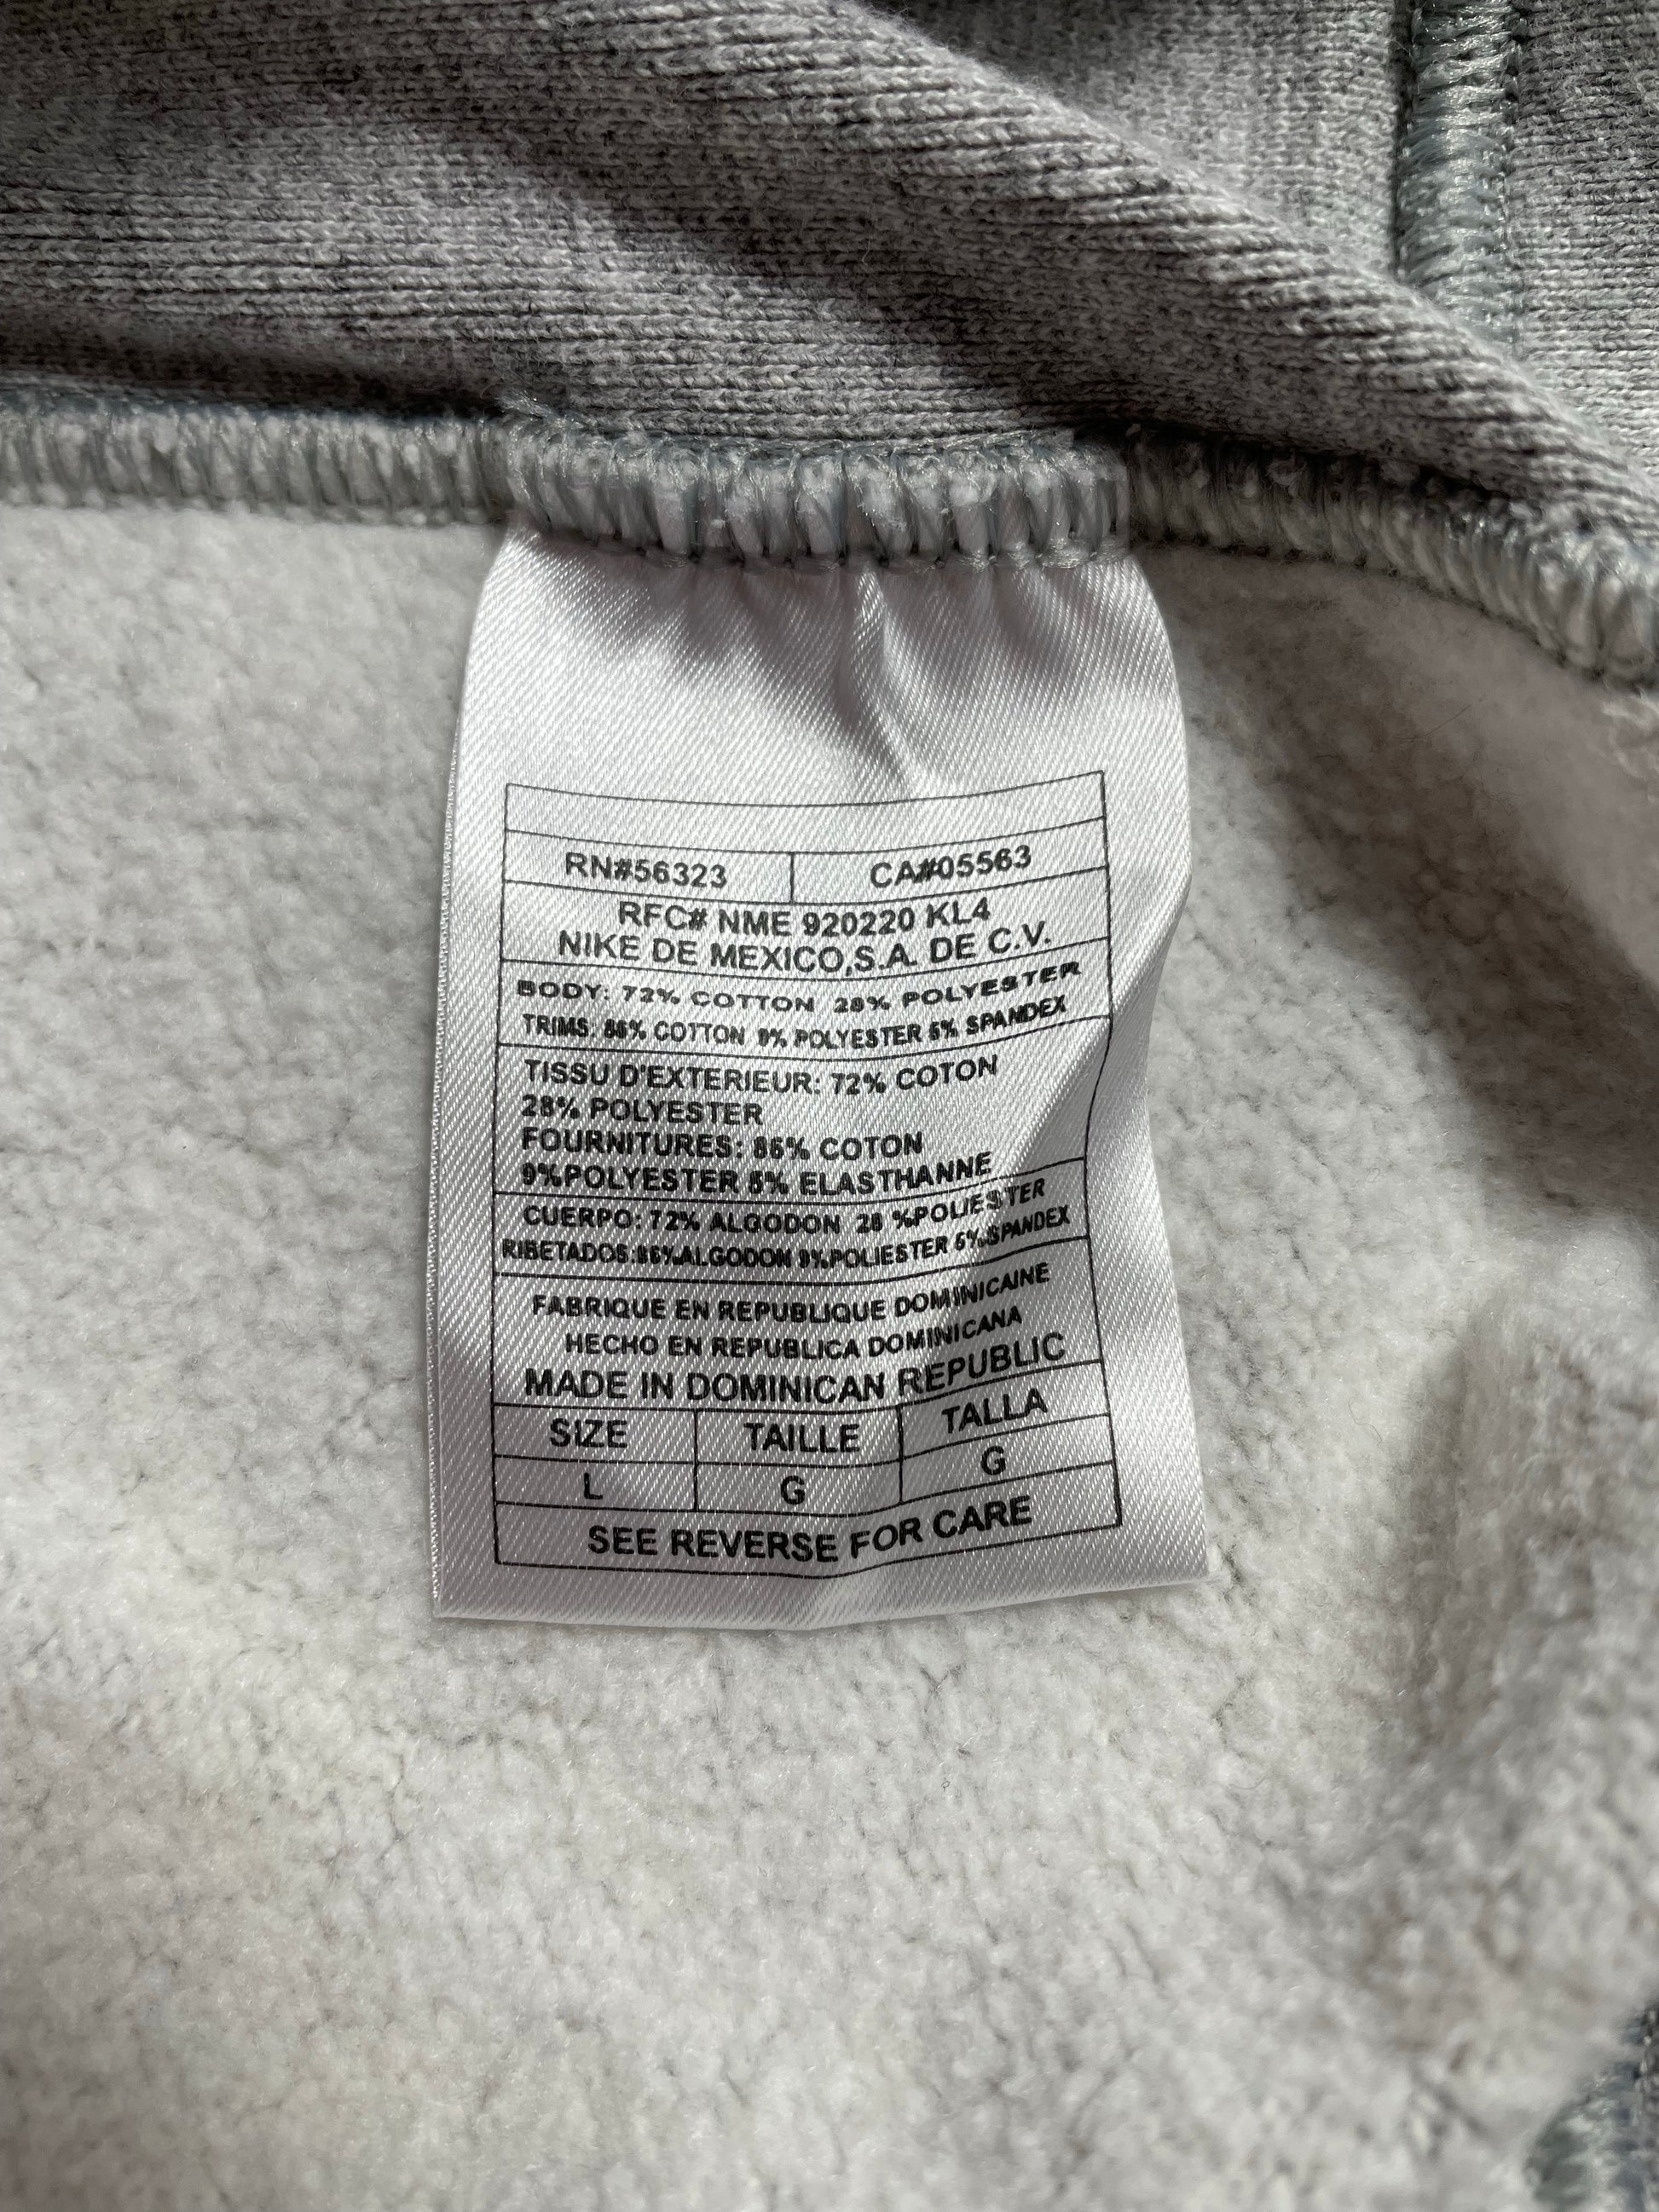 RN#56323 CA#05563
RFC# NME 920220 KL4
NIKE DE MEXICO,S.A. DE C.V.
BODY: 72% COTTON 28% POLYESTER
TRIMS: 86% COTTON 9% POLYESTER 5% SPANDEX
TISSU D'EXTERIEUR: 72% COTON
28% POLYESTER
FOURNITURES: 86% COTON
9%POLYESTER 5% ELASTHANNE
CUERPO: 72% ALGODON 28 %POLIESTER
RIBETADOS:86%ALGODON 9%POLIESTER 5%SPANDEX
FABRIQUE EN REPUBLIQUE DOMINICAINE
HECHO EN REPUBLICA DOMINICANA
MADE IN DOMINICAN REPUBLIC
SIZE TAILLE TALLA
L G G
SEE REVERSE FOR CARE